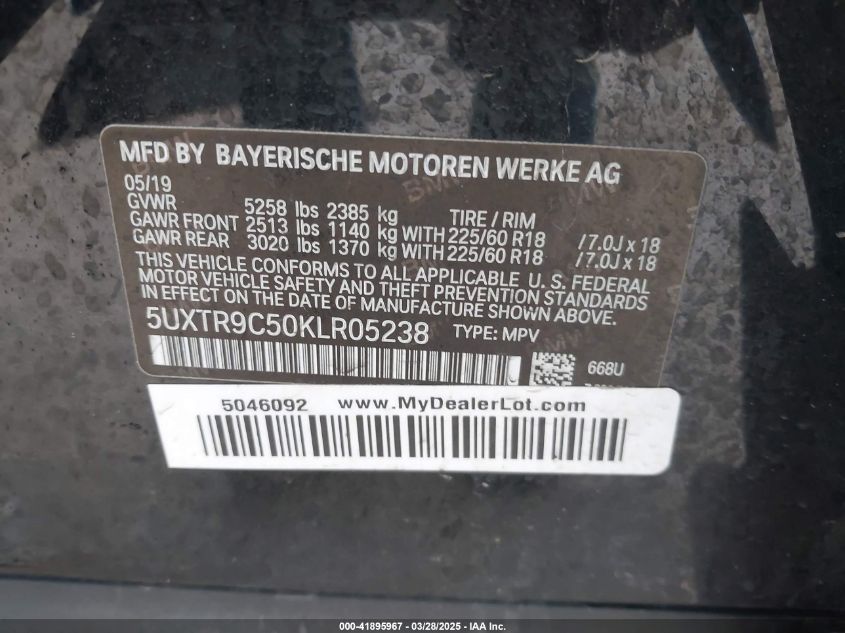 MFD BY BAYERISCHE MOTOREN WERKE AG
05/19
GVWR 5258 lbs 2385 kg TIRE / RIM
GAWR FRONT 2513 lbs 1140 kg WITH 225/60 R18 / 7.0J x 18
GAWR REAR 3020 lbs 1370 kg WITH 225/60 R18 / 7.0J x 18
THIS VEHICLE CONFORMS TO ALL APPLICABLE U. S. FEDERAL
MOTOR VEHICLE SAFETY AND THEFT PREVENTION STANDARDS
IN EFFECT ON THE DATE OF MANUFACTURE SHOWN ABOVE.
5UXTR9C50KLR05238 TYPE: MPV
668U
5046092 www.MyDealerLot.com
000-41895967 — 03/28/2025 — IAA Inc.